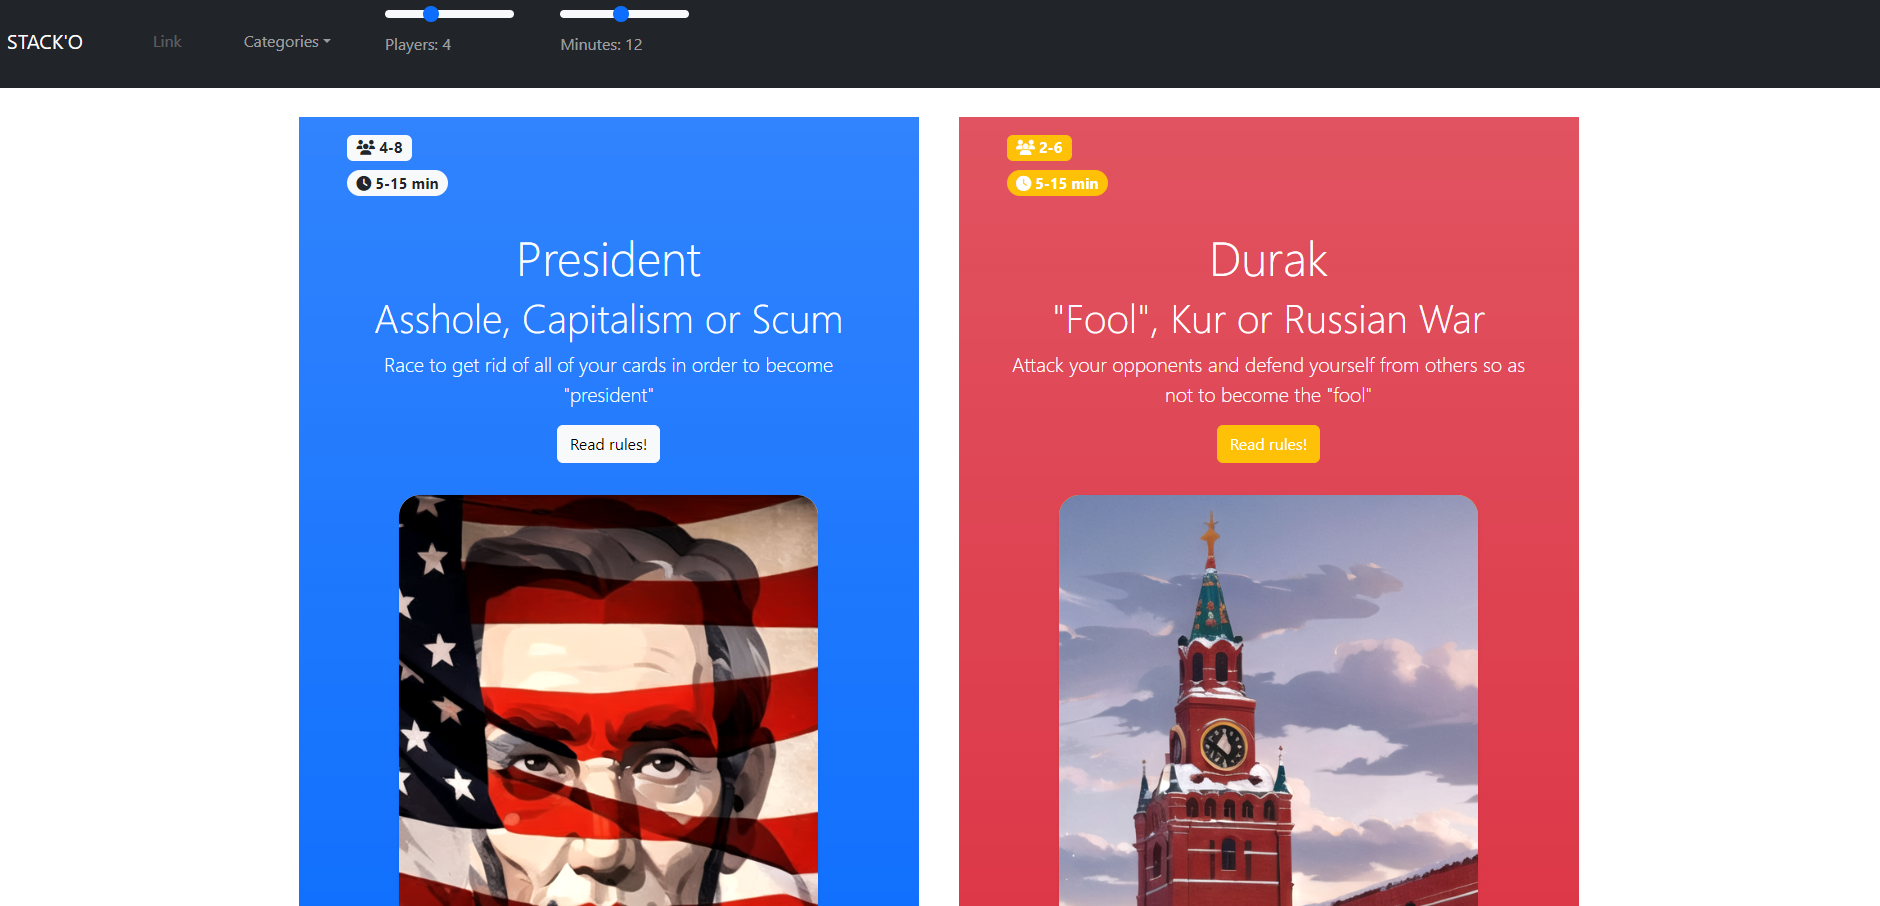 STACK'O
Link
Categories
Players: 4
Minutes: 12
4-8
5-15 min
President
Asshole, Capitalism or Scum
Race to get rid of all of your cards in order to become
"president"
Read rules!
2-6
5-15 min
Durak
"Fool", Kur or Russian War
Attack your opponents and defend yourself from others so as
not to become the "fool"
Read rules!